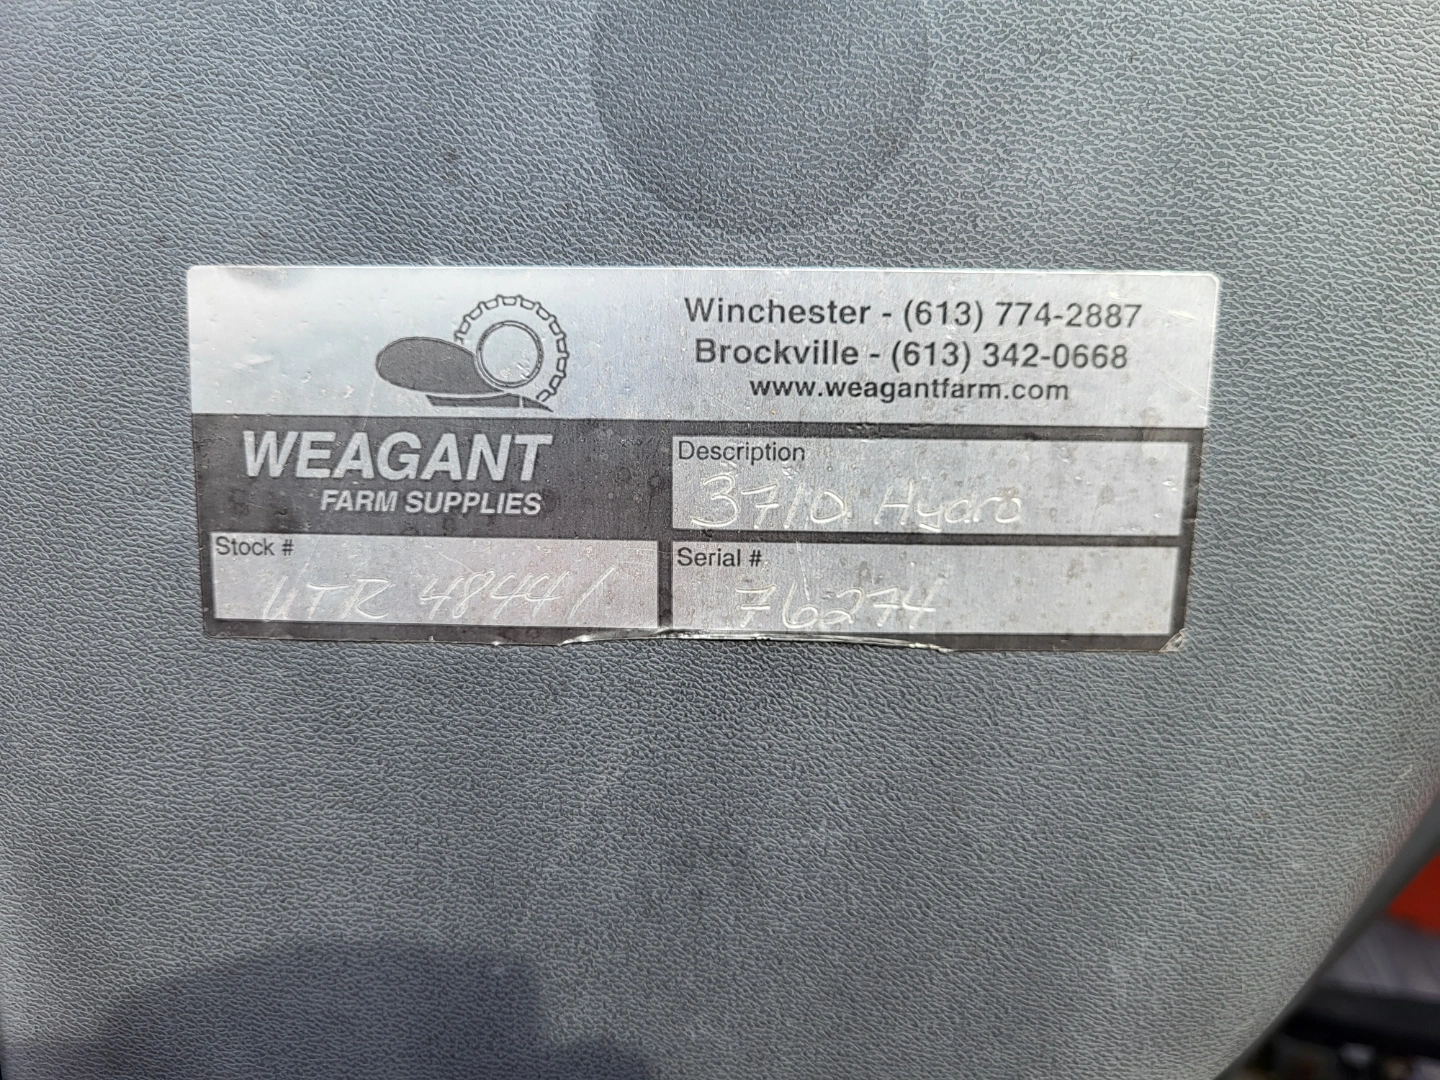 Winchester - (613) 774-2887
Brockville - (613) 342-0668
www.weagantfarm.com
WEAGANT
FARM SUPPLIES
Description
3710 Hydro
Stock #
UTR 48441
Serial #
76274